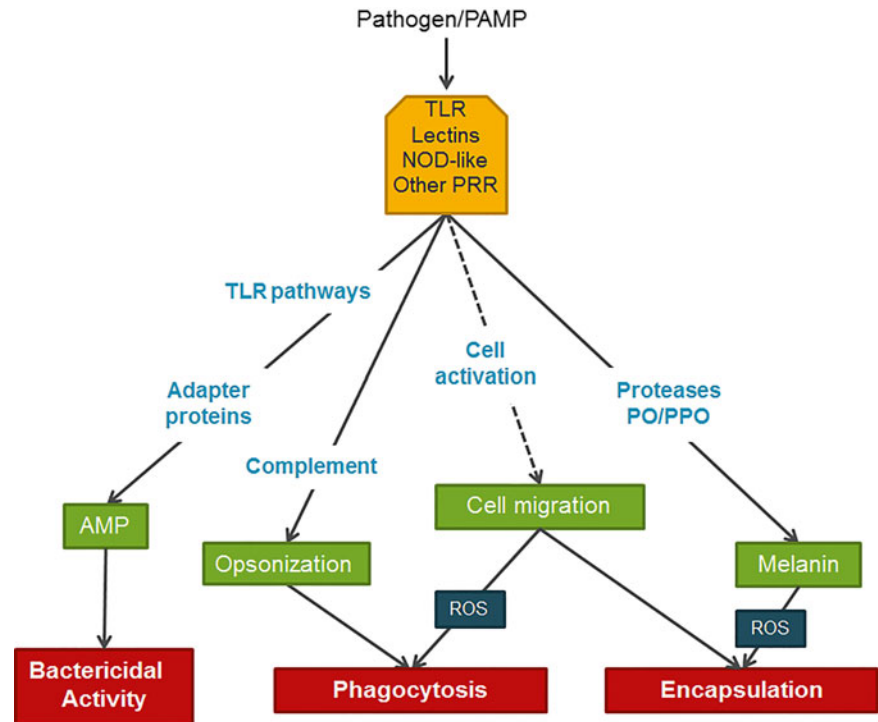 Pathogen/PAMP
TLR
Lectins
NOD-like
Other PRR
TLR pathways
Adapter
proteins
Complement
Cell
activation
Proteases
PO/PPO
AMP
Opsonization
Cell migration
Melanin
ROS
ROS
Bactericidal
Activity
Phagocytosis
Encapsulation